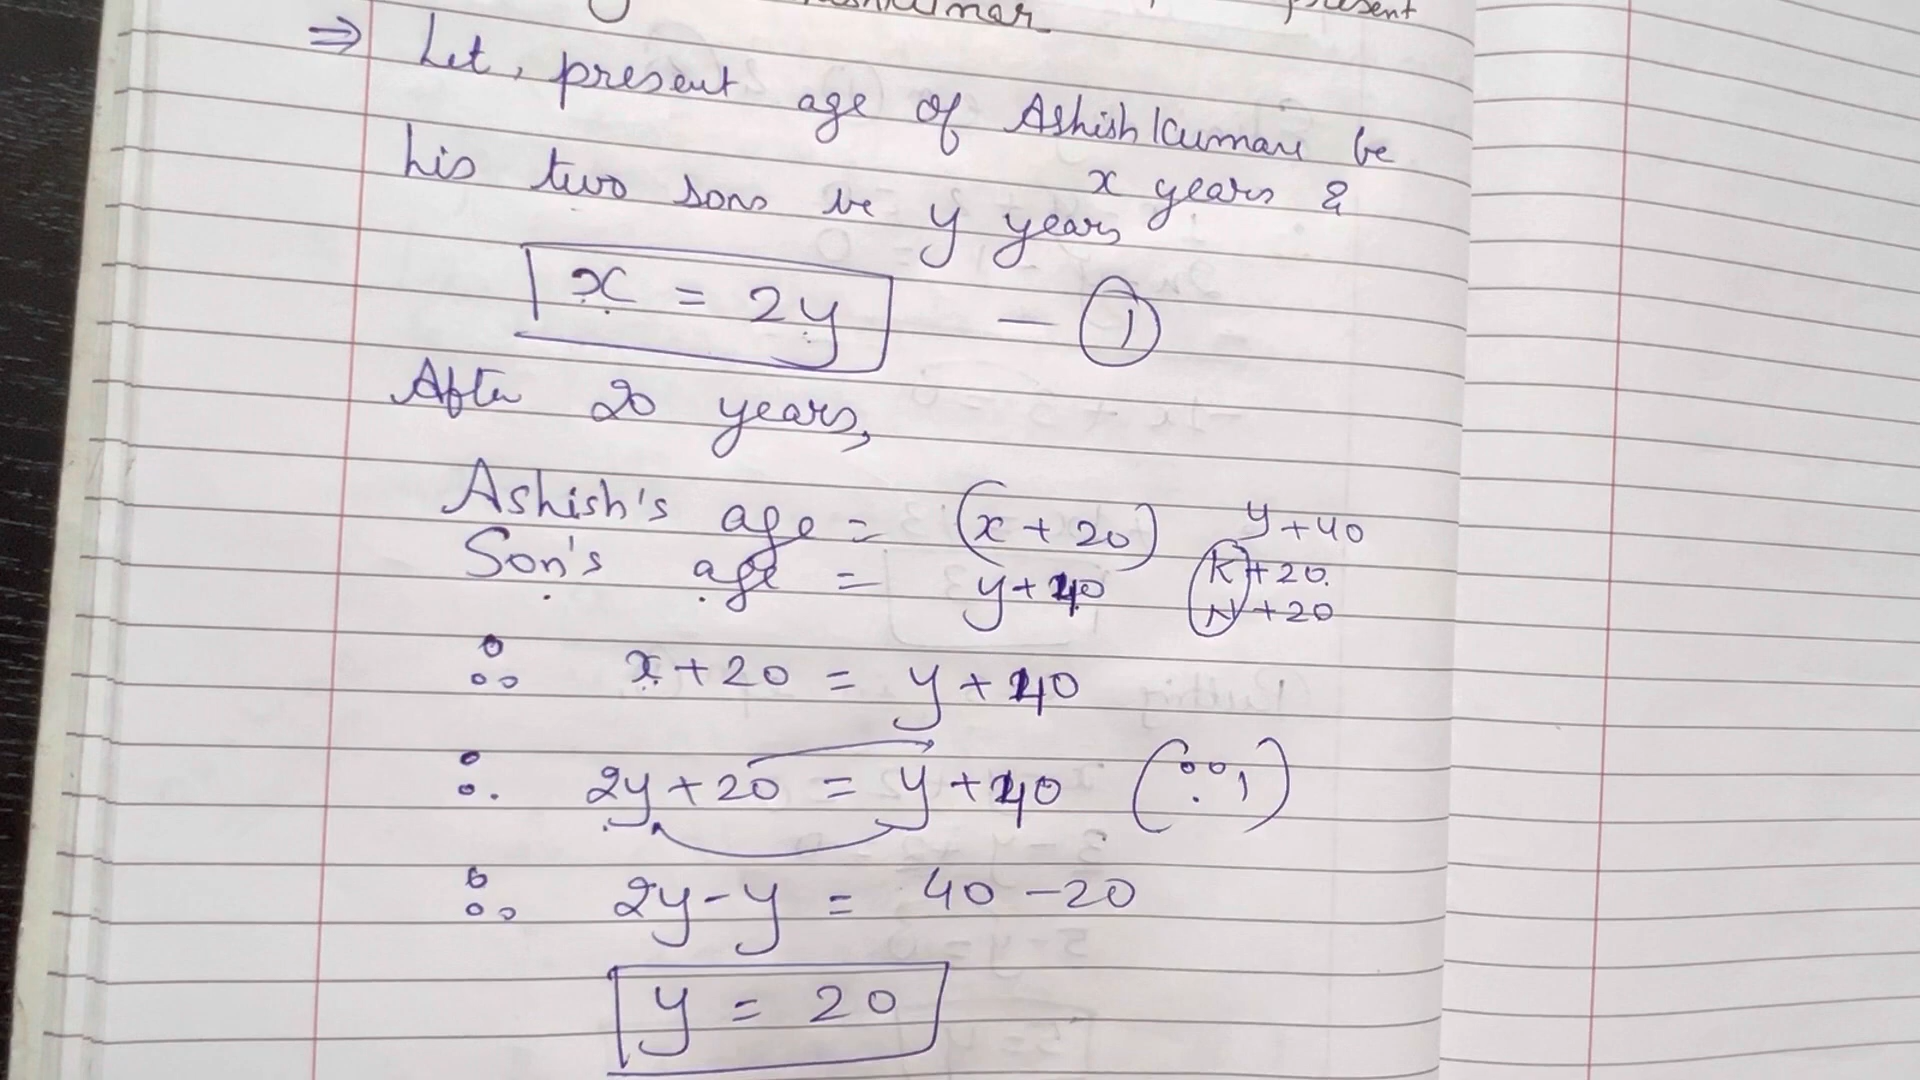 present
⇒ Let, present age of Ashish Kumar be x years &
his two sons be y years
x = 2y — ①
After 20 years,
Ashish's age = (x + 20)
Son's age = y + 40
y + 40
K + 20.
N + 20
∴ x + 20 = y + 40
∴ 2y + 20 = y + 40 (∵ 1)
∴ 2y - y = 40 - 20
y = 20